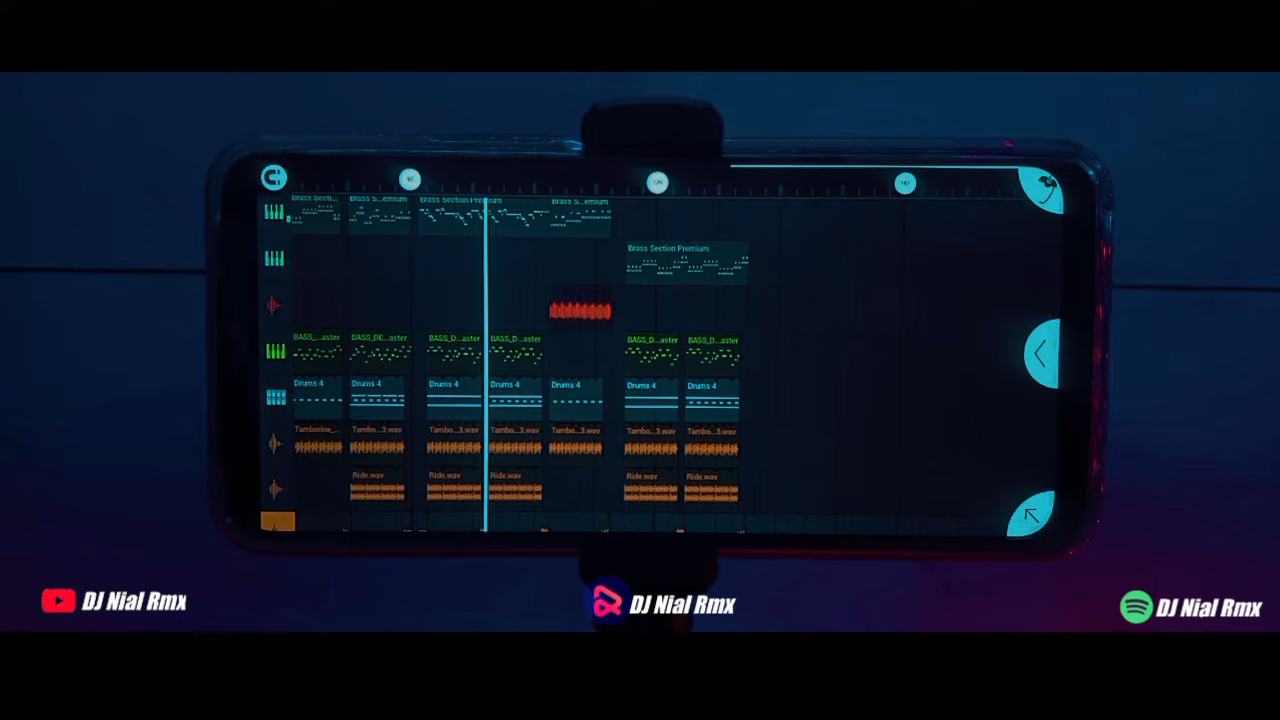 97
129
161
Brass Secti...
Brass S...emium
Brass Section Premium
Brass S...emium
Brass Section Premium
BASS_...aster
BASS_DE...aster
BASS_D...aster
BASS_D...aster
BASS_D...aster
BASS_D...aster
Drums 4
Drums 4
Drums 4
Drums 4
Drums 4
Drums 4
Drums 4
Tamborine_...
Tambo...3.wav
Tambo...3.wav
Tambo...3.wav
Tambo...3.wav
Tambo...3.wav
Tambo...3.wav
Ride.wav
Ride.wav
Ride.wav
Ride.wav
Ride.wav
DJ Nial Rmx
DJ Nial Rmx
DJ Nial Rmx